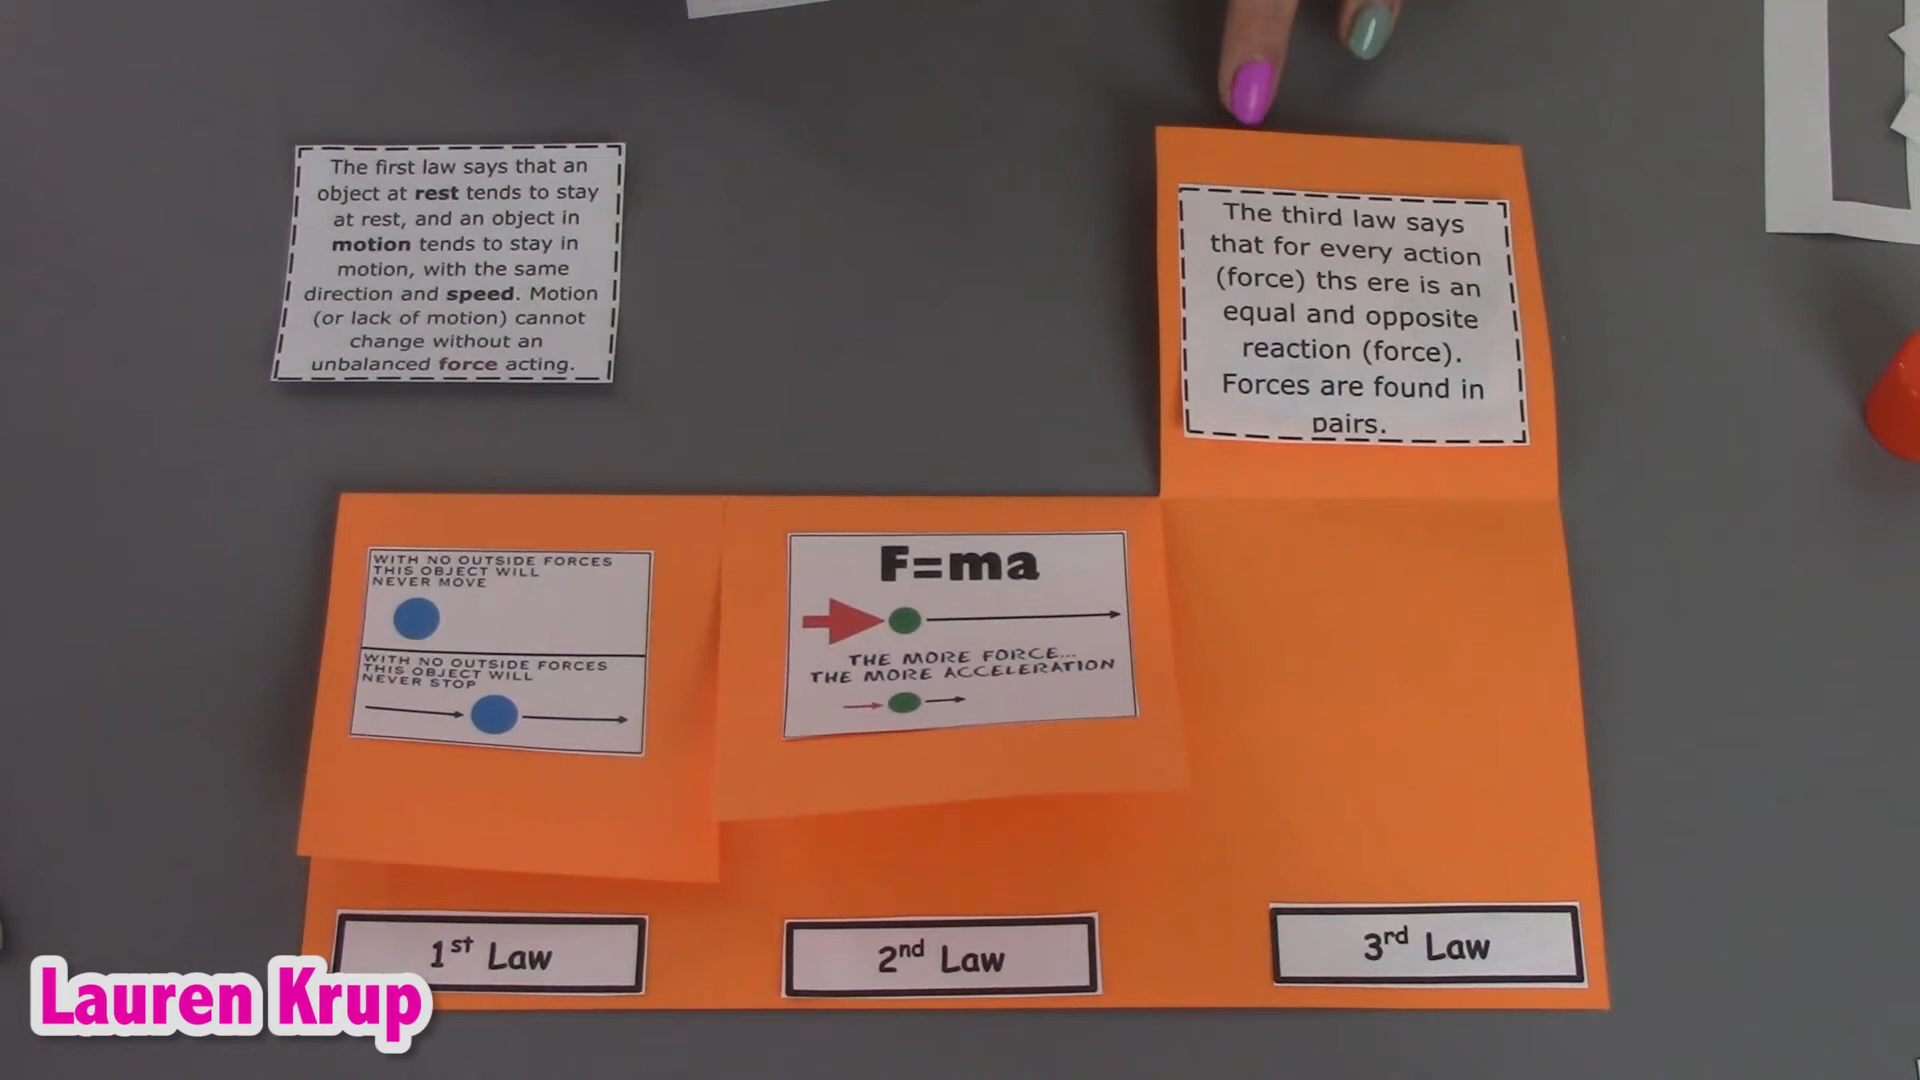 The first law says that an
object at rest tends to stay
at rest, and an object in
motion tends to stay in
motion, with the same
direction and speed. Motion
(or lack of motion) cannot
change without an
unbalanced force acting.
The third law says
that for every action
(force) ths ere is an
equal and opposite
reaction (force).
Forces are found in
pairs.
WITH NO OUTSIDE FORCES
THIS OBJECT WILL
NEVER MOVE
WITH NO OUTSIDE FORCES
THIS OBJECT WILL
NEVER STOP
F=ma
THE MORE FORCE...
THE MORE ACCELERATION
1st Law
2nd Law
3rd Law
Lauren Krup